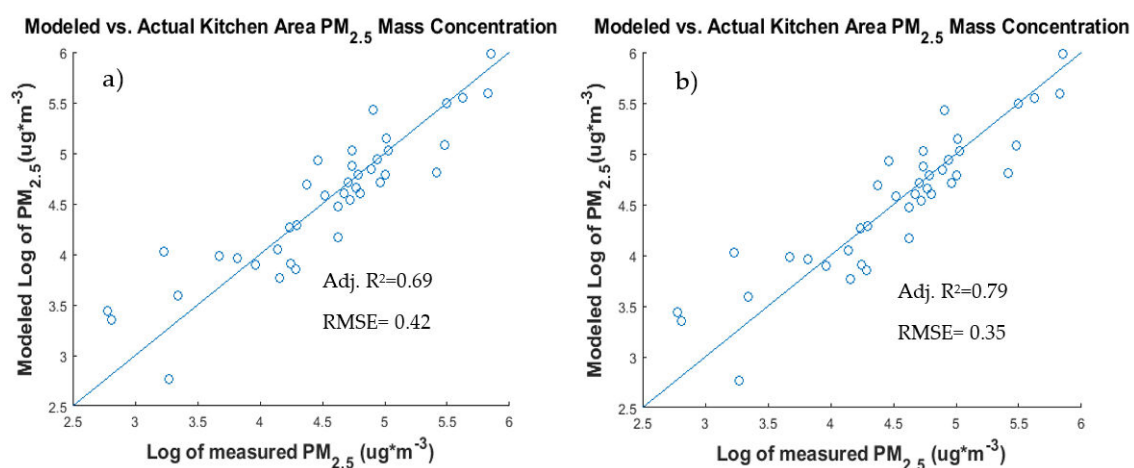 Modeled vs. Actual Kitchen Area PM2.5 Mass Concentration
a)
Modeled Log of PM2.5(ug*m-3)
6
5.5
5
4.5
4
3.5
3
2.5
Adj. R²=0.69
RMSE= 0.42
2.5 3 3.5 4 4.5 5 5.5 6
Log of measured PM2.5 (ug*m-3)
Modeled vs. Actual Kitchen Area PM2.5 Mass Concentration
b)
Modeled Log of PM2.5(ug*m-3)
6
5.5
5
4.5
4
3.5
3
2.5
Adj. R²=0.79
RMSE= 0.35
2.5 3 3.5 4 4.5 5 5.5 6
Log of measured PM2.5 (ug*m-3)